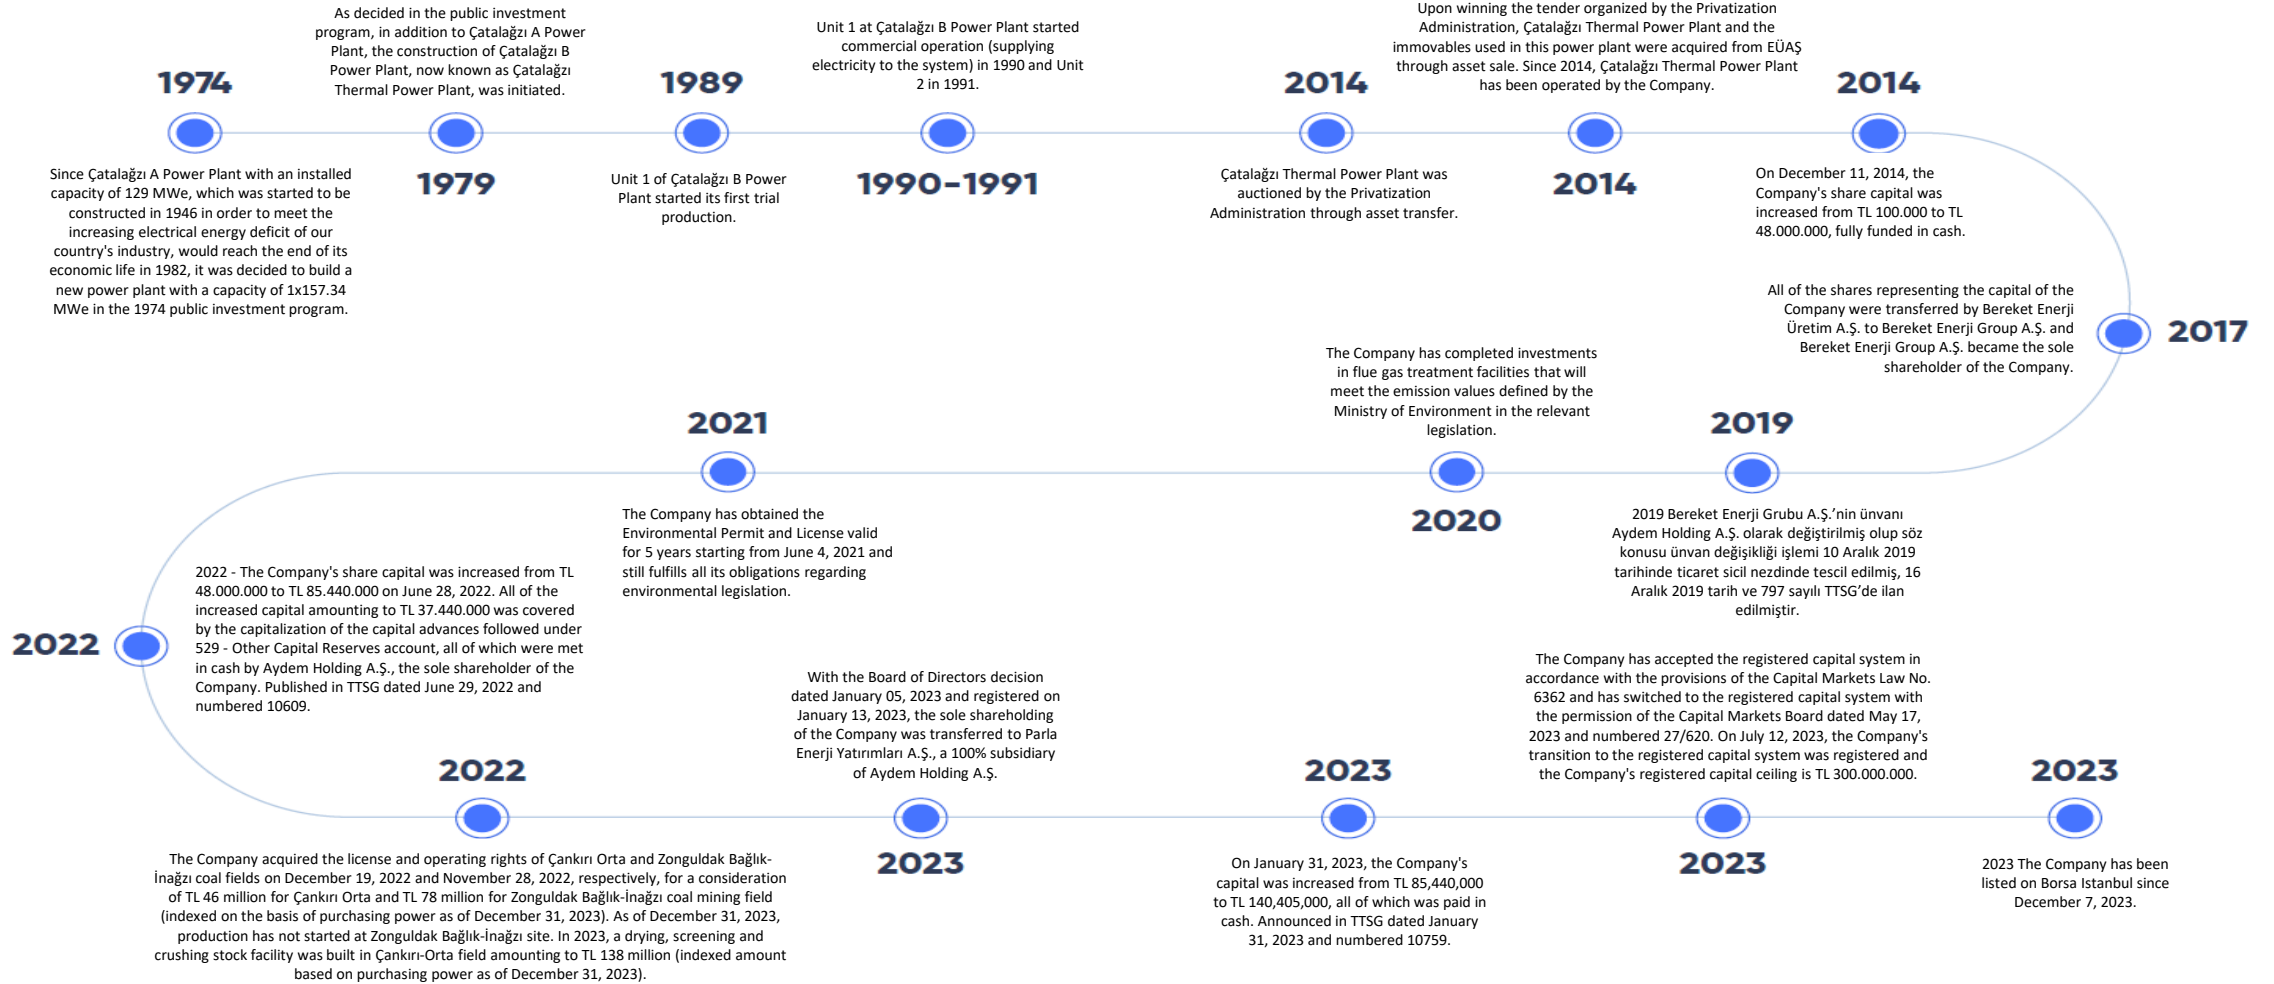 1974
Since Çatalağzı A Power Plant with an installed
capacity of 129 MWe, which was started to be
constructed in 1946 in order to meet the
increasing electrical energy deficit of our
country's industry, would reach the end of its
economic life in 1982, it was decided to build a
new power plant with a capacity of 1x157.34
MWe in the 1974 public investment program.
As decided in the public investment
program, in addition to Çatalağzı A Power
Plant, the construction of Çatalağzı B
Power Plant, now known as Çatalağzı
Thermal Power Plant, was initiated.
1979
1989
Unit 1 of Çatalağzı B Power
Plant started its first trial
production.
Unit 1 at Çatalağzı B Power Plant started
commercial operation (supplying
electricity to the system) in 1990 and Unit
2 in 1991.
1990-1991
2014
Çatalağzı Thermal Power Plant was
auctioned by the Privatization
Administration through asset transfer.
Upon winning the tender organized by the Privatization
Administration, Çatalağzı Thermal Power Plant and the
immovables used in this power plant were acquired from EÜAŞ
through asset sale. Since 2014, Çatalağzı Thermal Power Plant
has been operated by the Company.
2014
2014
On December 11, 2014, the
Company's share capital was
increased from TL 100.000 to TL
48.000.000, fully funded in cash.
All of the shares representing the capital of the
Company were transferred by Bereket Enerji
Üretim A.Ş. to Bereket Enerji Group A.Ş. and
Bereket Enerji Group A.Ş. became the sole
shareholder of the Company.
2017
2019
2019 Bereket Enerji Grubu A.Ş.’nin ünvanı
Aydem Holding A.Ş. olarak değiştirilmiş olup söz
konusu ünvan değişikliği işlemi 10 Aralık 2019
tarihinde ticaret sicil nezdinde tescil edilmiş, 16
Aralık 2019 tarih ve 797 sayılı TTSG’de ilan
edilmiştir.
The Company has completed investments
in flue gas treatment facilities that will
meet the emission values defined by the
Ministry of Environment in the relevant
legislation.
2020
2021
The Company has obtained the
Environmental Permit and License valid
for 5 years starting from June 4, 2021 and
still fulfills all its obligations regarding
environmental legislation.
2022
2022 - The Company's share capital was increased from TL
48.000.000 to TL 85.440.000 on June 28, 2022. All of the
increased capital amounting to TL 37.440.000 was covered
by the capitalization of the capital advances followed under
529 - Other Capital Reserves account, all of which were met
in cash by Aydem Holding A.Ş., the sole shareholder of the
Company. Published in TTSG dated June 29, 2022 and
numbered 10609.
2022
The Company acquired the license and operating rights of Çankırı Orta and Zonguldak Bağlık-
İnağzı coal fields on December 19, 2022 and November 28, 2022, respectively, for a consideration
of TL 46 million for Çankırı Orta and TL 78 million for Zonguldak Bağlık-İnağzı coal mining field
(indexed on the basis of purchasing power as of December 31, 2023). As of December 31, 2023,
production has not started at Zonguldak Bağlık-İnağzı site. In 2023, a drying, screening and
crushing stock facility was built in Çankırı-Orta field amounting to TL 138 million (indexed amount
based on purchasing power as of December 31, 2023).
With the Board of Directors decision
dated January 05, 2023 and registered on
January 13, 2023, the sole shareholding
of the Company was transferred to Parla
Enerji Yatırımları A.Ş., a 100% subsidiary
of Aydem Holding A.Ş.
2023
2023
On January 31, 2023, the Company's
capital was increased from TL 85,440,000
to TL 140,405,000, all of which was paid in
cash. Announced in TTSG dated January
31, 2023 and numbered 10759.
The Company has accepted the registered capital system in
accordance with the provisions of the Capital Markets Law No.
6362 and has switched to the registered capital system with
the permission of the Capital Markets Board dated May 17,
2023 and numbered 27/620. On July 12, 2023, the Company's
transition to the registered capital system was registered and
the Company's registered capital ceiling is TL 300.000.000.
2023
2023
2023 The Company has been
listed on Borsa Istanbul since
December 7, 2023.